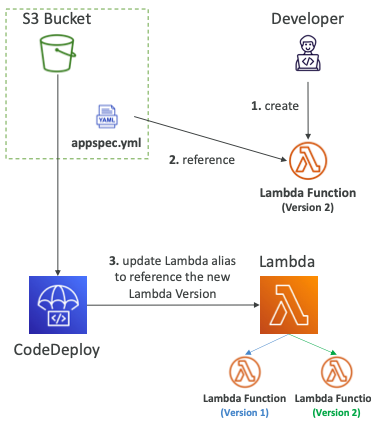 S3 Bucket
Developer
YAML
appspec.yml
1. create
2. reference
Lambda Function
(Version 2)
3. update Lambda alias
to reference the new
Lambda Version
Lambda
CodeDeploy
Lambda Function
(Version 1)
Lambda Functio
(Version 2)